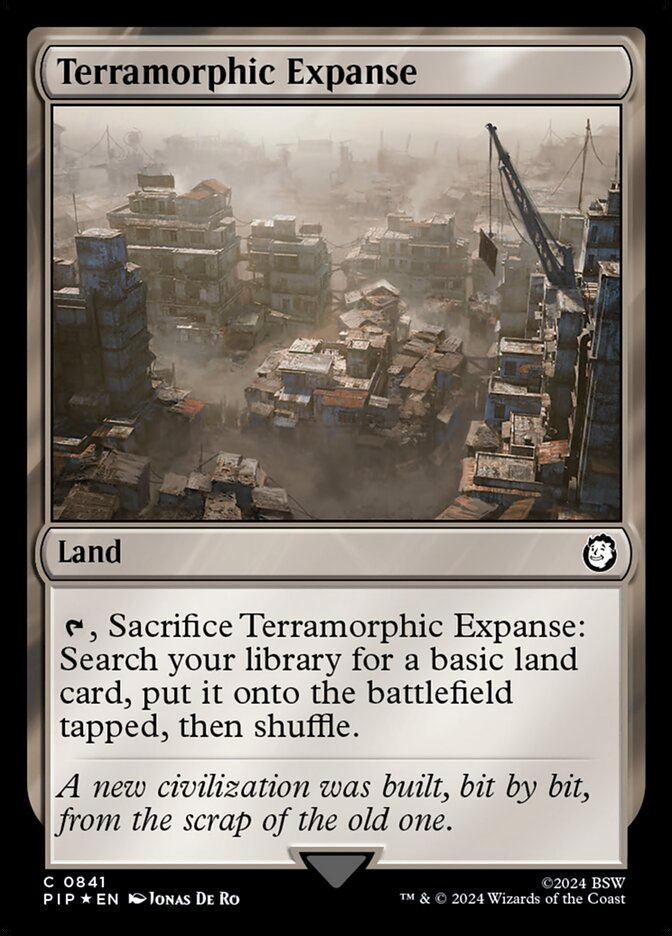 Terramorphic Expanse
Land
, Sacrifice Terramorphic Expanse:
Search your library for a basic land
card, put it onto the battlefield
tapped, then shuffle.
A new civilization was built, bit by bit,
from the scrap of the old one.
C 0841
PIP★EN Jonas De Ro
©2024 BSW
™ & © 2024 Wizards of the Coast